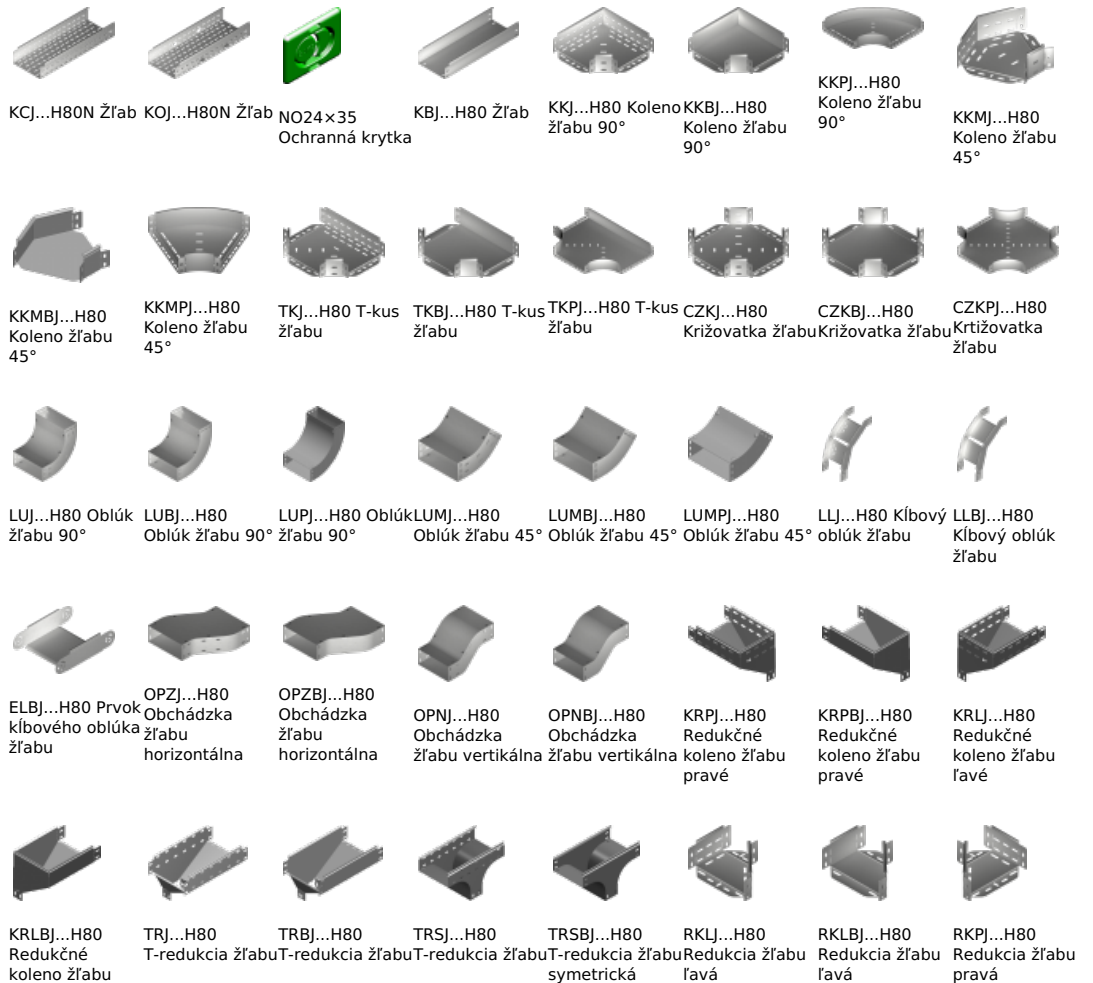 KCJ...H80N Žľab
KOJ...H80N Žľab
NO24×35
Ochranná krytka
KBJ...H80 Žľab
KKJ...H80 Koleno
žľabu 90°
KKBJ...H80
Koleno žľabu
90°
KKPJ...H80
Koleno žľabu
90°
KKMJ...H80
Koleno žľabu
45°
KKMBJ...H80
Koleno žľabu
45°
KKMPJ...H80
Koleno žľabu
45°
TKJ...H80 T-kus
žľabu
TKBJ...H80 T-kus
žľabu
TKPJ...H80 T-kus
žľabu
CZKJ...H80
Križovatka žľabu
CZKBJ...H80
Križovatka žľabu
CZKPJ...H80
Krtižovatka
žľabu
LUJ...H80 Oblúk
žľabu 90°
LUBJ...H80
Oblúk žľabu 90°
LUPJ...H80 Oblúk
žľabu 90°
LUMJ...H80
Oblúk žľabu 45°
LUMBJ...H80
Oblúk žľabu 45°
LUMPJ...H80
Oblúk žľabu 45°
LLJ...H80 Kĺbový
oblúk žľabu
LLBJ...H80
Kĺbový oblúk
žľabu
ELBJ...H80 Prvok
kĺbového oblúka
žľabu
OPZJ...H80
Obchádzka
žľabu
horizontálna
OPZBJ...H80
Obchádzka
žľabu
horizontálna
OPNJ...H80
Obchádzka
žľabu vertikálna
OPNBJ...H80
Obchádzka
žľabu vertikálna
KRPJ...H80
Redukčné
koleno žľabu
pravé
KRPBJ...H80
Redukčné
koleno žľabu
pravé
KRLJ...H80
Redukčné
koleno žľabu
ľavé
KRLBJ...H80
Redukčné
koleno žľabu
TRJ...H80
T-redukcia žľabu
TRBJ...H80
T-redukcia žľabu
TRSJ...H80
T-redukcia žľabu
TRSBJ...H80
T-redukcia žľabu
symetrická
RKLJ...H80
Redukcia žľabu
ľavá
RKLBJ...H80
Redukcia žľabu
ľavá
RKPJ...H80
Redukcia žľabu
pravá